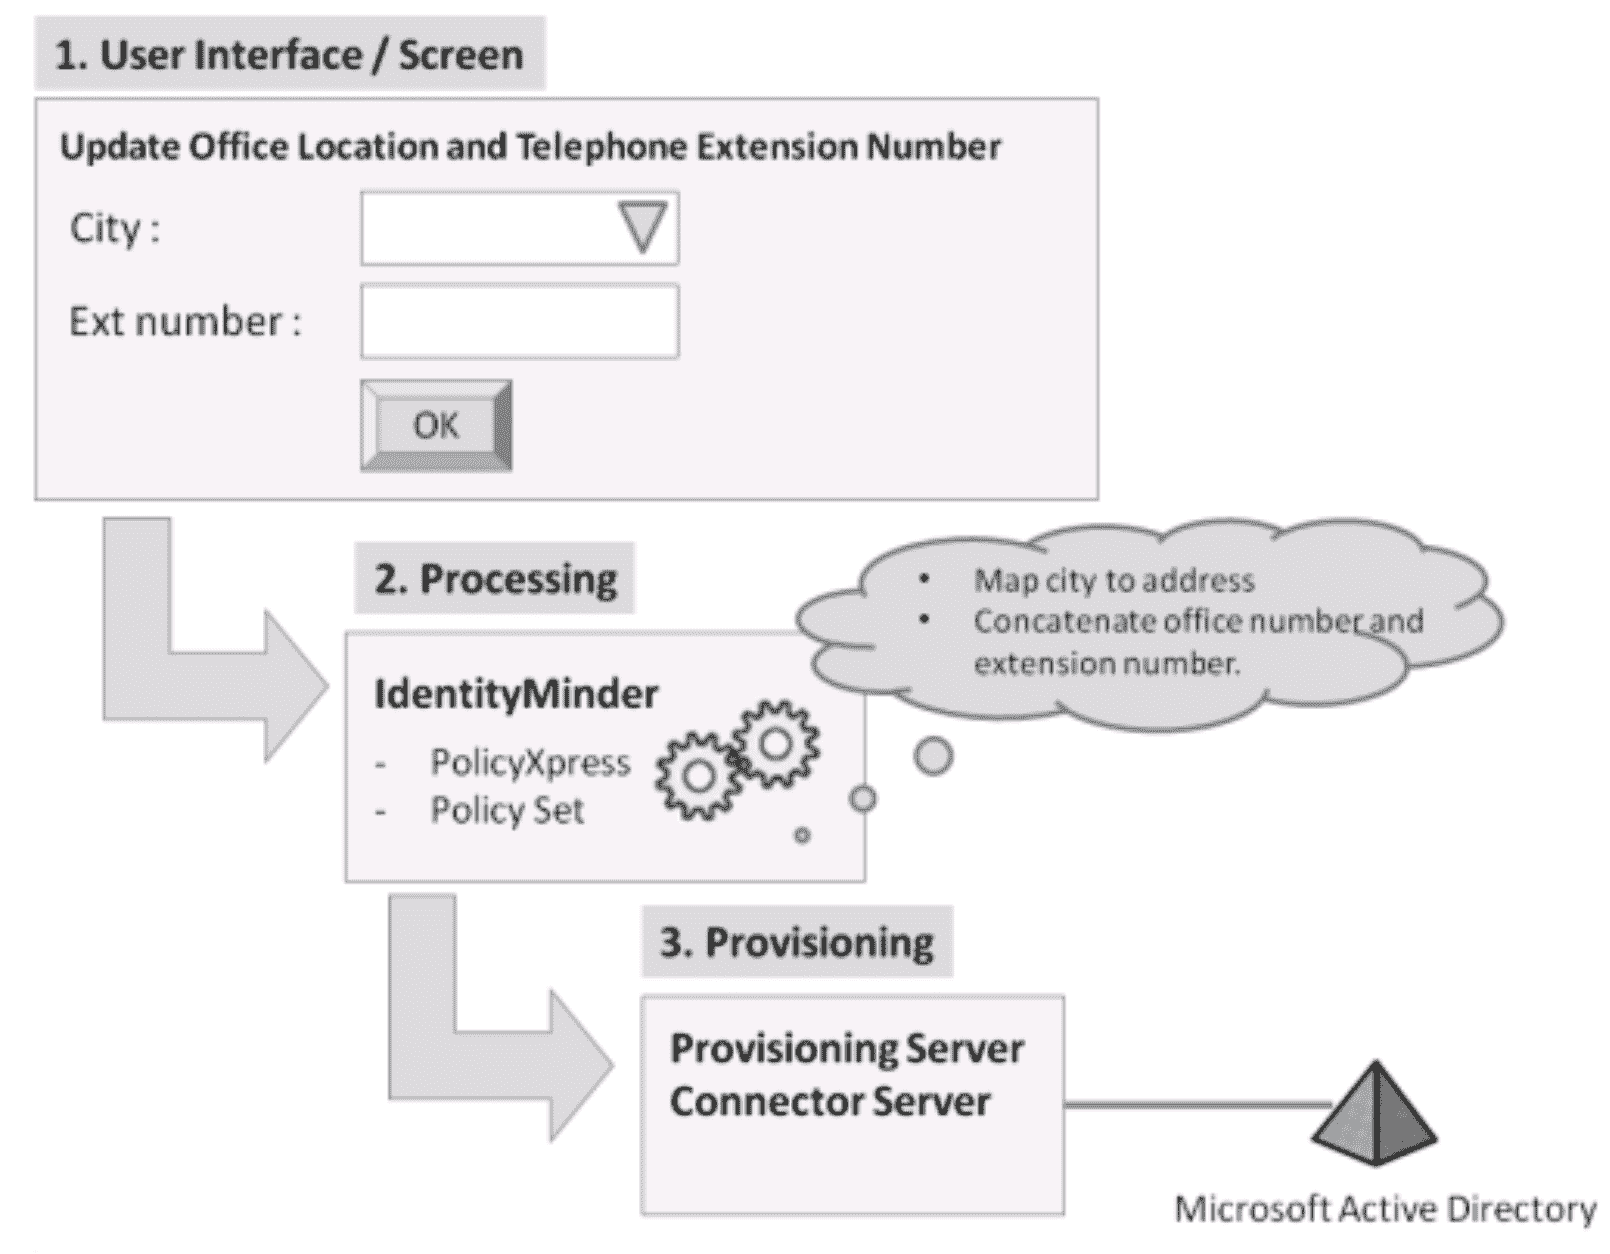 1. User Interface / Screen
Update Office Location and Telephone Extension Number
City :
Ext number :
OK
2. Processing
• Map city to address
• Concatenate office number and
extension number.
IdentityMinder
- PolicyXpress
- Policy Set
3. Provisioning
Provisioning Server
Connector Server
Microsoft Active Directory